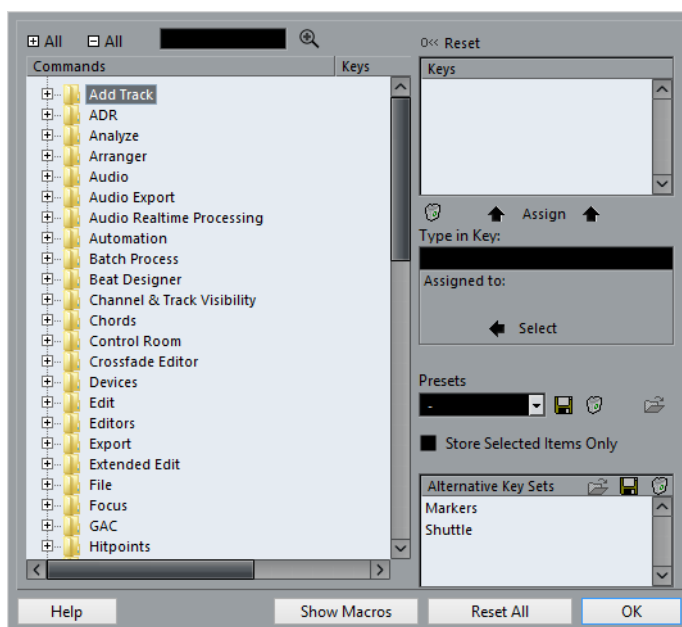 All All
Commands Keys
Add Track
ADR
Analyze
Arranger
Audio
Audio Export
Audio Realtime Processing
Automation
Batch Process
Beat Designer
Channel & Track Visibility
Chords
Control Room
Crossfade Editor
Devices
Edit
Editors
Export
Extended Edit
File
Focus
GAC
Hitpoints
0<< Reset
Keys
Assign
Type in Key:
Assigned to:
Select
Presets
-
Store Selected Items Only
Alternative Key Sets
Markers
Shuttle
Help Show Macros Reset All OK